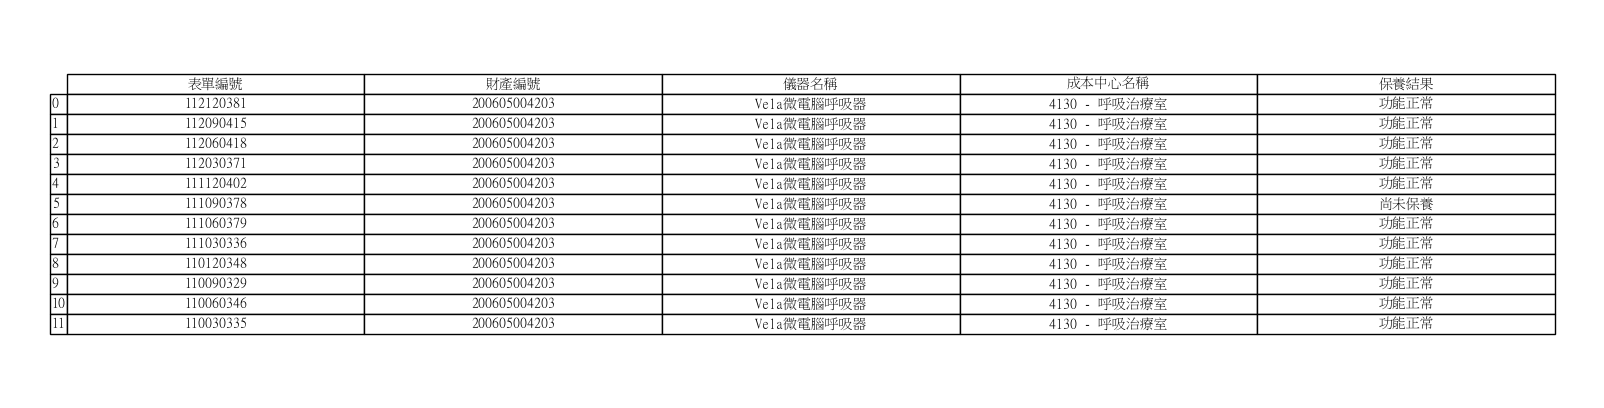 表單編號 財產編號 儀器名稱 成本中心名稱 保養結果
0 112120381 200605004203 Vela微電腦呼吸器 4130 - 呼吸治療室 功能正常
1 112090415 200605004203 Vela微電腦呼吸器 4130 - 呼吸治療室 功能正常
2 112060418 200605004203 Vela微電腦呼吸器 4130 - 呼吸治療室 功能正常
3 112030371 200605004203 Vela微電腦呼吸器 4130 - 呼吸治療室 功能正常
4 111120402 200605004203 Vela微電腦呼吸器 4130 - 呼吸治療室 功能正常
5 111090378 200605004203 Vela微電腦呼吸器 4130 - 呼吸治療室 尚未保養
6 111060379 200605004203 Vela微電腦呼吸器 4130 - 呼吸治療室 功能正常
7 111030336 200605004203 Vela微電腦呼吸器 4130 - 呼吸治療室 功能正常
8 110120348 200605004203 Vela微電腦呼吸器 4130 - 呼吸治療室 功能正常
9 110090329 200605004203 Vela微電腦呼吸器 4130 - 呼吸治療室 功能正常
10 110060346 200605004203 Vela微電腦呼吸器 4130 - 呼吸治療室 功能正常
11 110030335 200605004203 Vela微電腦呼吸器 4130 - 呼吸治療室 功能正常